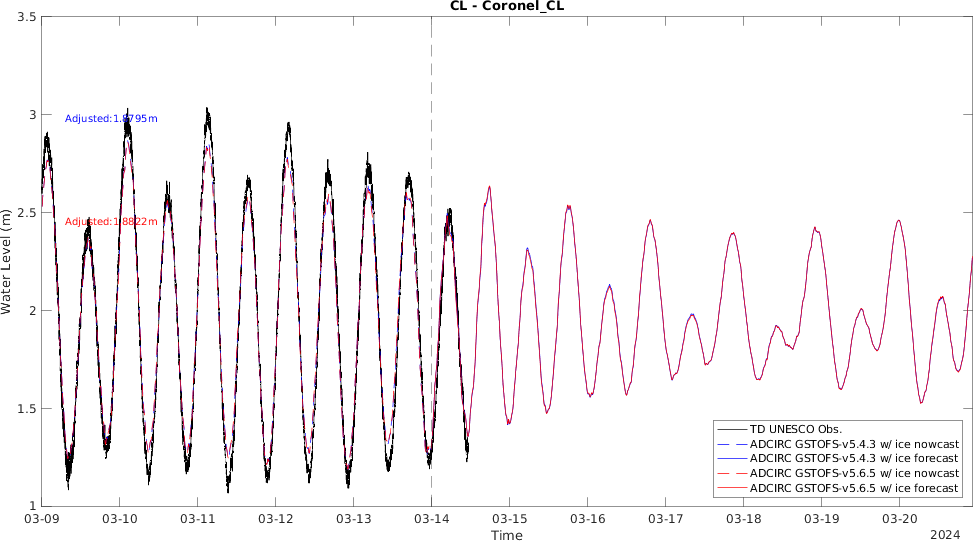 CL - Coronel_CL
3.5
3
2.5
2
1.5
1
Water Level (m)
Adjusted:1.8795m
Adjusted:1.8822m
TD UNESCO Obs.
ADCIRC GSTOFS-v5.4.3 w/ ice nowcast
ADCIRC GSTOFS-v5.4.3 w/ ice forecast
ADCIRC GSTOFS-v5.6.5 w/ ice nowcast
ADCIRC GSTOFS-v5.6.5 w/ ice forecast
03-09 03-10 03-11 03-12 03-13 03-14 03-15 03-16 03-17 03-18 03-19 03-20
Time
2024